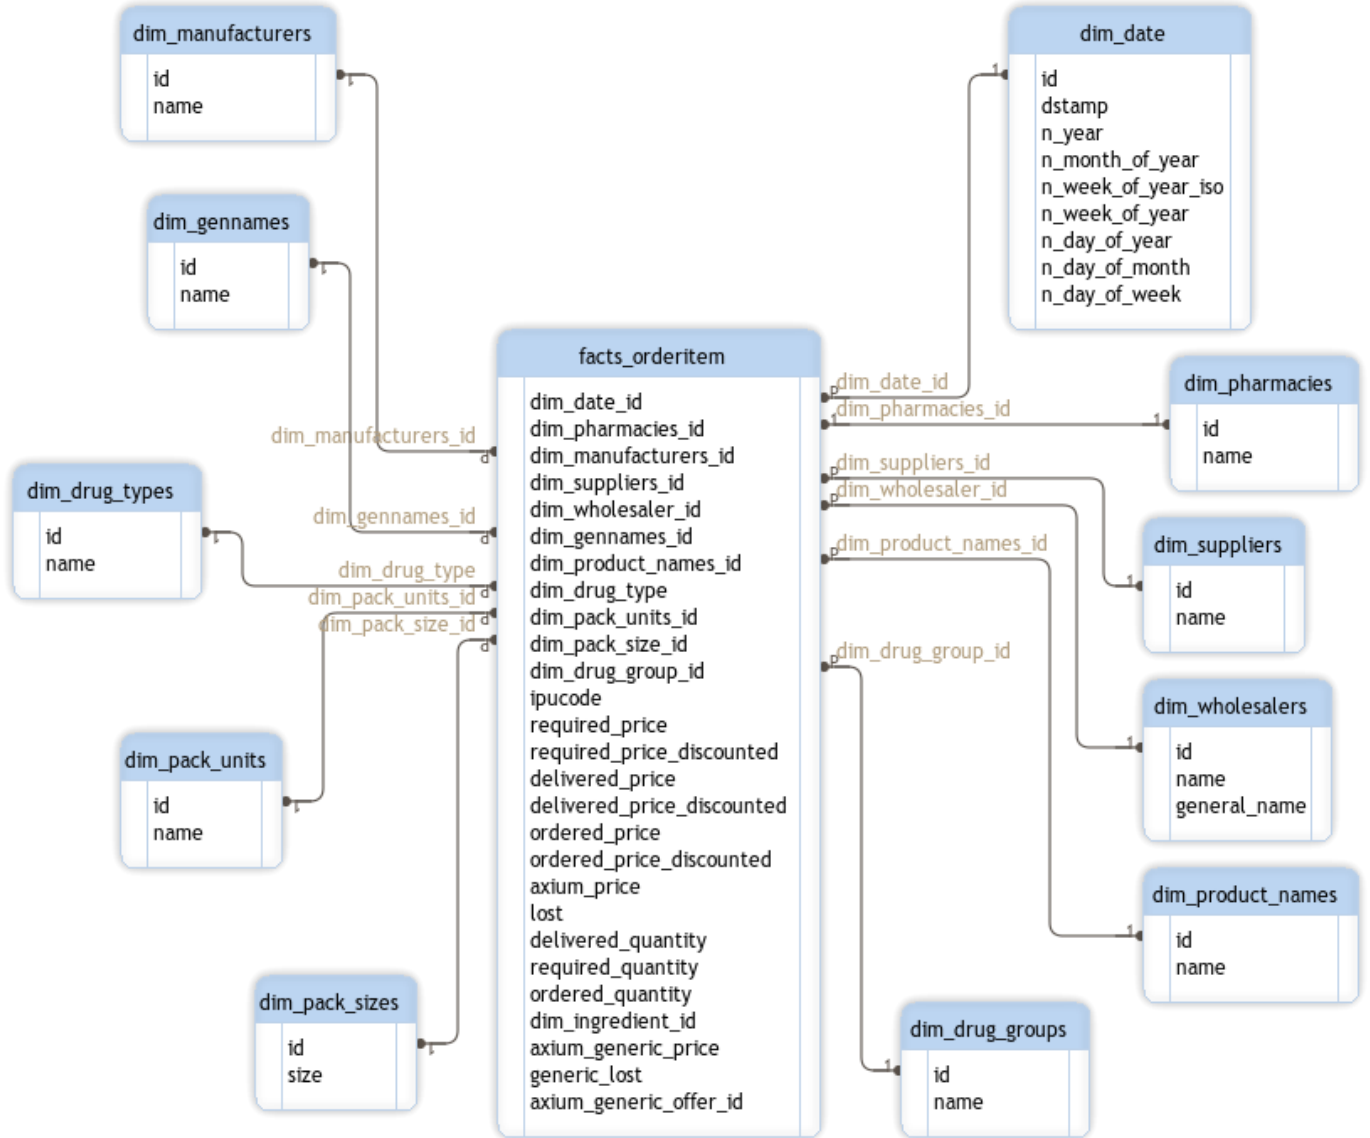 dim_manufacturers
id
name
dim_gennames
id
name
dim_drug_types
id
name
dim_pack_units
id
name
dim_pack_sizes
id
size
dim_manufacturers_id
dim_gennames_id
dim_drug_type
dim_pack_units_id
dim_pack_size_id
facts_orderitem
dim_date_id
dim_pharmacies_id
dim_manufacturers_id
dim_suppliers_id
dim_wholesaler_id
dim_gennames_id
dim_product_names_id
dim_drug_type
dim_pack_units_id
dim_pack_size_id
dim_drug_group_id
ipucode
required_price
required_price_discounted
delivered_price
delivered_price_discounted
ordered_price
ordered_price_discounted
axium_price
lost
delivered_quantity
required_quantity
ordered_quantity
dim_ingredient_id
axium_generic_price
generic_lost
axium_generic_offer_id
dim_date_id
dim_pharmacies_id
dim_suppliers_id
dim_wholesaler_id
dim_product_names_id
dim_drug_group_id
dim_date
id
dstamp
n_year
n_month_of_year
n_week_of_year_iso
n_week_of_year
n_day_of_year
n_day_of_month
n_day_of_week
dim_pharmacies
id
name
dim_suppliers
id
name
dim_wholesalers
id
name
general_name
dim_product_names
id
name
dim_drug_groups
id
name